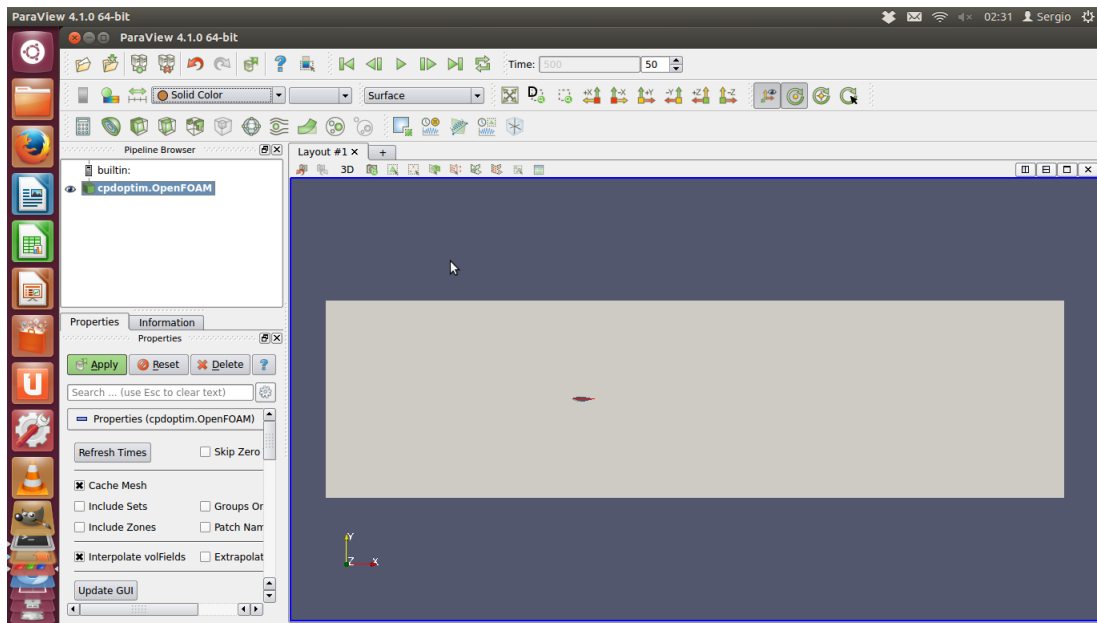 ParaView 4.1.0 64-bit
02:31 Sergio
ParaView 4.1.0 64-bit
Time: 500 50
Solid Color Surface
Pipeline Browser
Layout #1
3D
builtin:
cpdoptim.OpenFOAM
Properties Information
Properties
Apply Reset Delete ?
Search ... (use Esc to clear text)
Properties (cpdoptim.OpenFOAM)
Refresh Times Skip Zero
Cache Mesh
Include Sets Groups Or
Include Zones Patch Nam
Interpolate volFields Extrapolat
Update GUI
Y
Z X